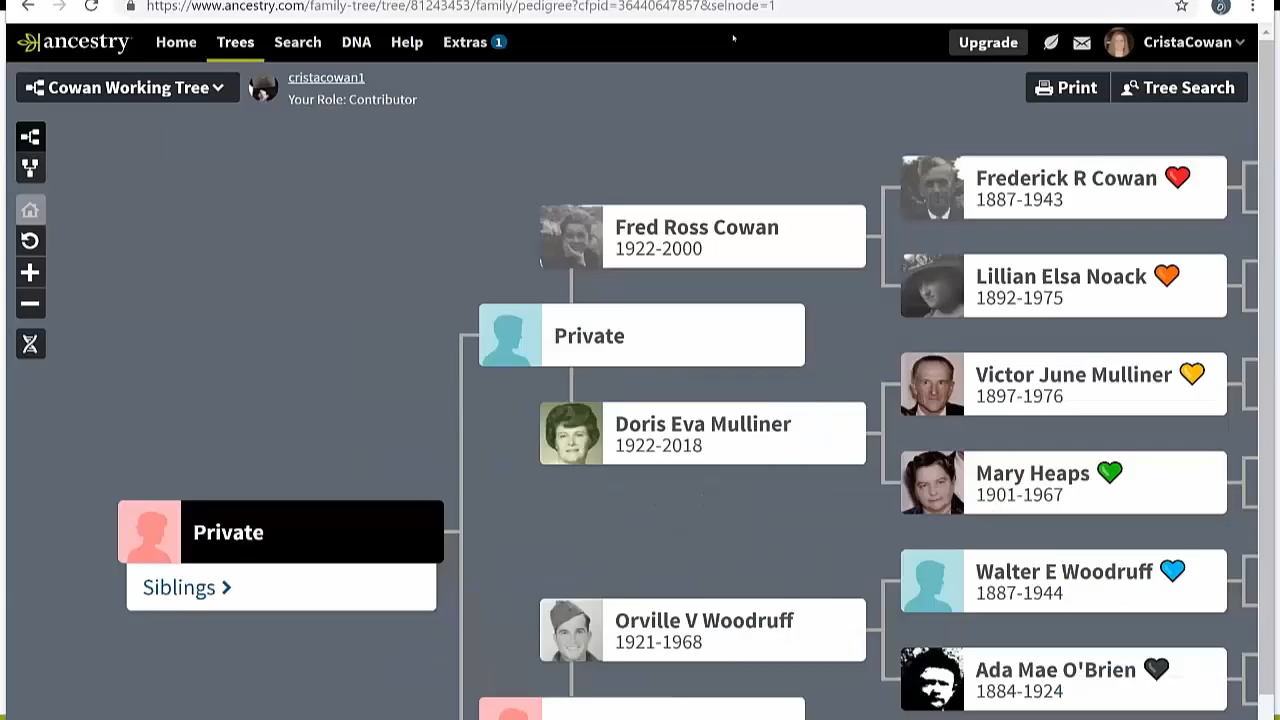 https://www.ancestry.com/family-tree/tree/81243453/family/pedigree?cfpid=36440647857&selnode=1
ancestry Home Trees Search DNA Help Extras 1 Upgrade CristaCowan
Cowan Working Tree
cristacowan1
Your Role: Contributor
Print Tree Search
Frederick R Cowan
1887-1943
Fred Ross Cowan
1922-2000
Lillian Elsa Noack
1892-1975
Private
Victor June Mulliner
1897-1976
Doris Eva Mulliner
1922-2018
Mary Heaps
1901-1967
Private
Siblings
Walter E Woodruff
1887-1944
Orville V Woodruff
1921-1968
Ada Mae O'Brien
1884-1924